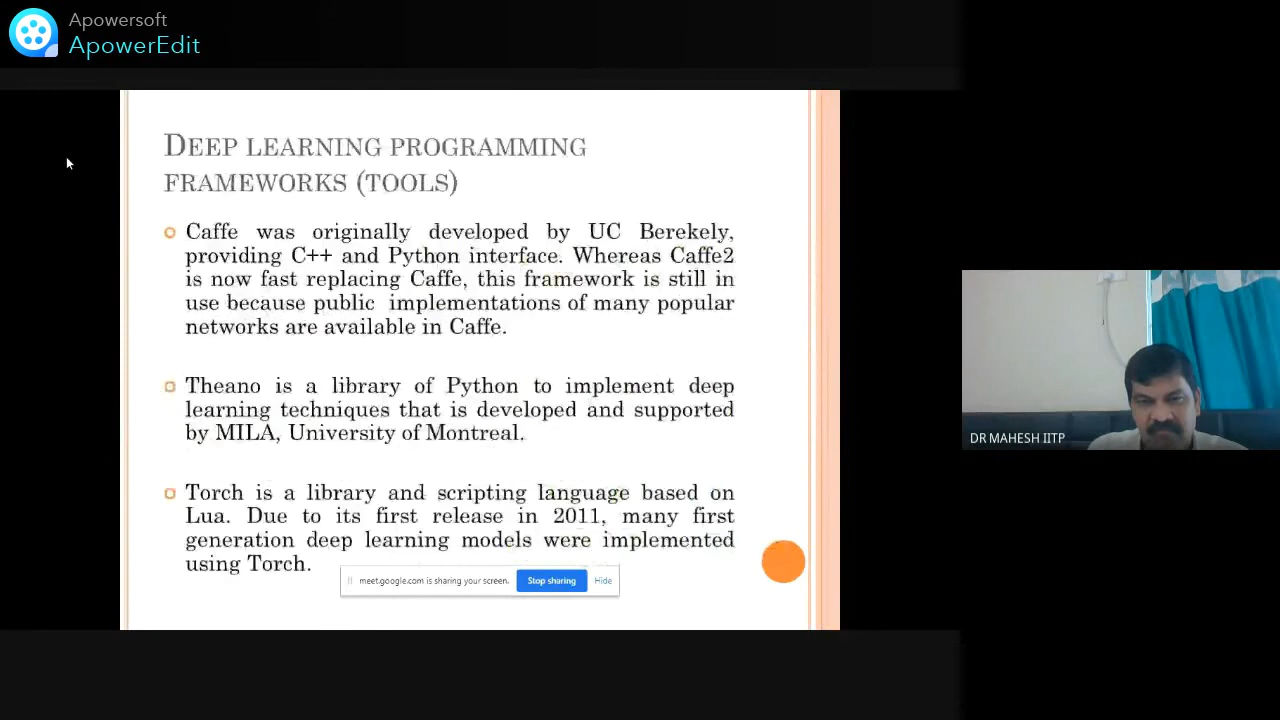 Apowersoft
ApowerEdit
DEEP LEARNING PROGRAMMING
FRAMEWORKS (TOOLS)
Caffe was originally developed by UC Berekely,
providing C++ and Python interface. Whereas Caffe2
is now fast replacing Caffe, this framework is still in
use because public implementations of many popular
networks are available in Caffe.
Theano is a library of Python to implement deep
learning techniques that is developed and supported
by MILA, University of Montreal.
Torch is a library and scripting language based on
Lua. Due to its first release in 2011, many first
generation deep learning models were implemented
using Torch.
meet.google.com is sharing your screen. Stop sharing Hide
DR MAHESH IITP